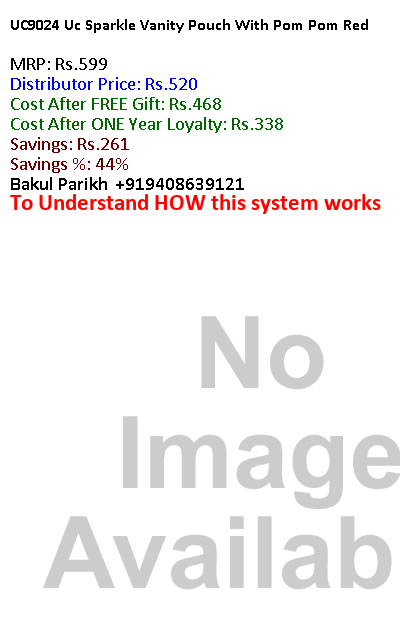 UC9024 Uc Sparkle Vanity Pouch With Pom Pom Red
MRP: Rs.599
Distributor Price: Rs.520
Cost After FREE Gift: Rs.468
Cost After ONE Year Loyalty: Rs.338
Savings: Rs.261
Savings %: 44%
Bakul Parikh +919408639121
To Understand HOW this system works
No
Image
Availab